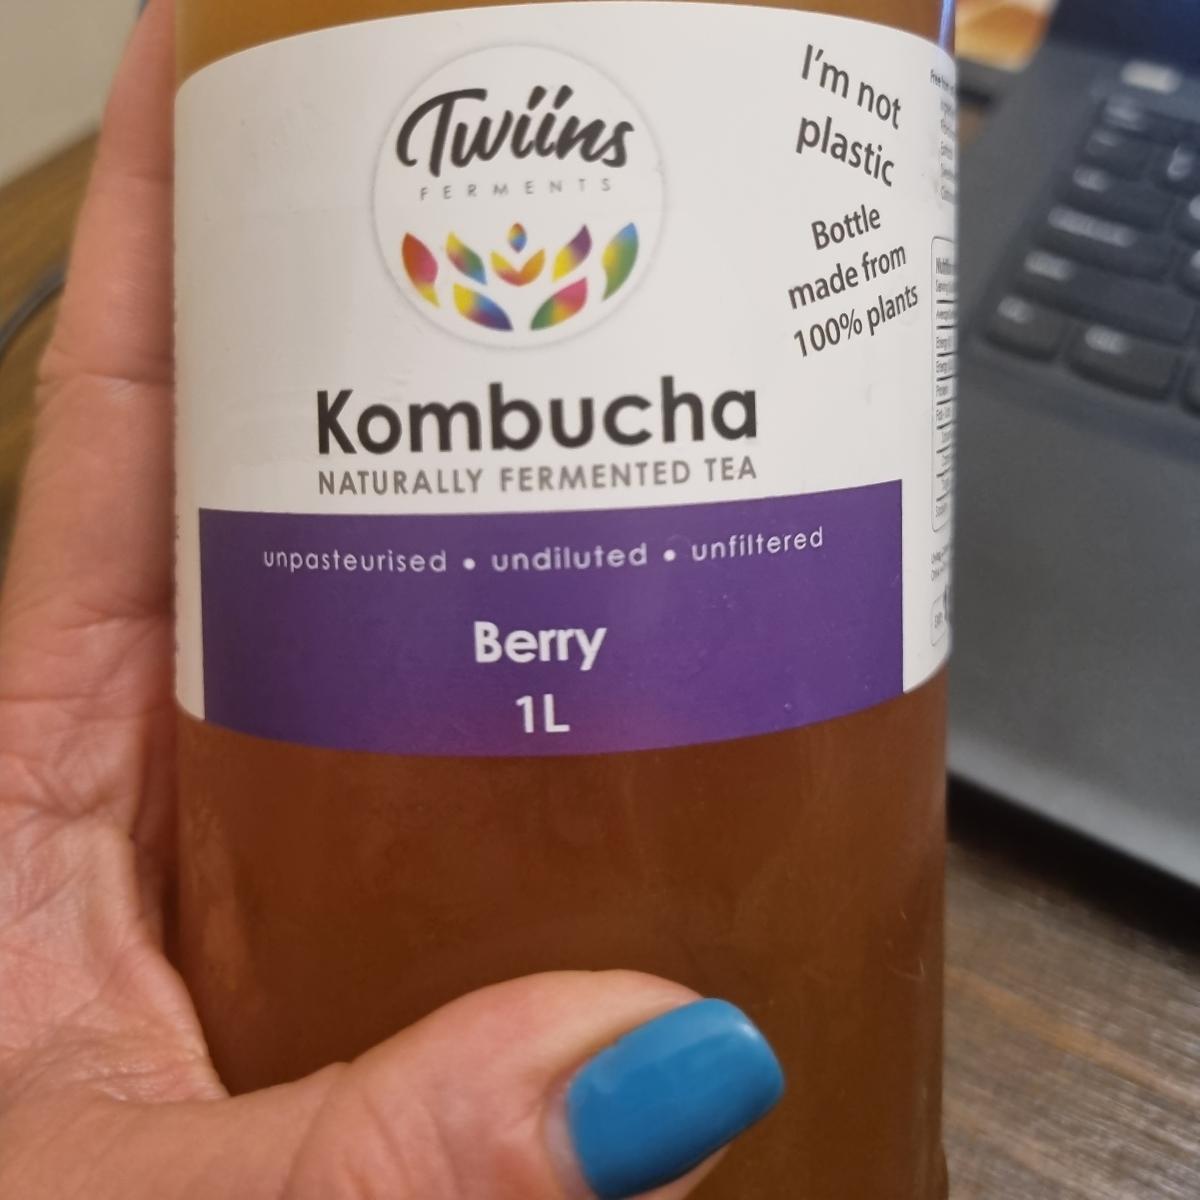 Twiins
FERMENTS
I'm not
plastic
Bottle
made from
100% plants
Kombucha
NATURALLY FERMENTED TEA
unpasteurised • undiluted • unfiltered
Berry
1L